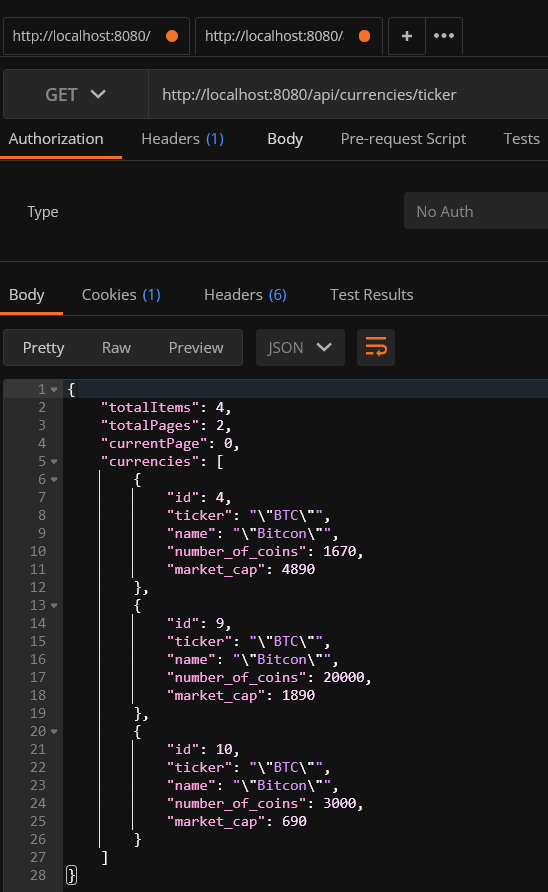 http://localhost:8080/ http://localhost:8080/ + •••
GET http://localhost:8080/api/currencies/ticker
Authorization Headers (1) Body Pre-request Script Tests
Type No Auth
Body Cookies (1) Headers (6) Test Results
Pretty Raw Preview JSON
1 {
2 "totalItems": 4,
3 "totalPages": 2,
4 "currentPage": 0,
5 "currencies": [
6 {
7 "id": 4,
8 "ticker": "\"BTC\"",
9 "name": "\"Bitcon\"",
10 "number_of_coins": 1670,
11 "market_cap": 4890
12 },
13 {
14 "id": 9,
15 "ticker": "\"BTC\"",
16 "name": "\"Bitcon\"",
17 "number_of_coins": 20000,
18 "market_cap": 1890
19 },
20 {
21 "id": 10,
22 "ticker": "\"BTC\"",
23 "name": "\"Bitcon\"",
24 "number_of_coins": 3000,
25 "market_cap": 690
26 }
27 ]
28 }